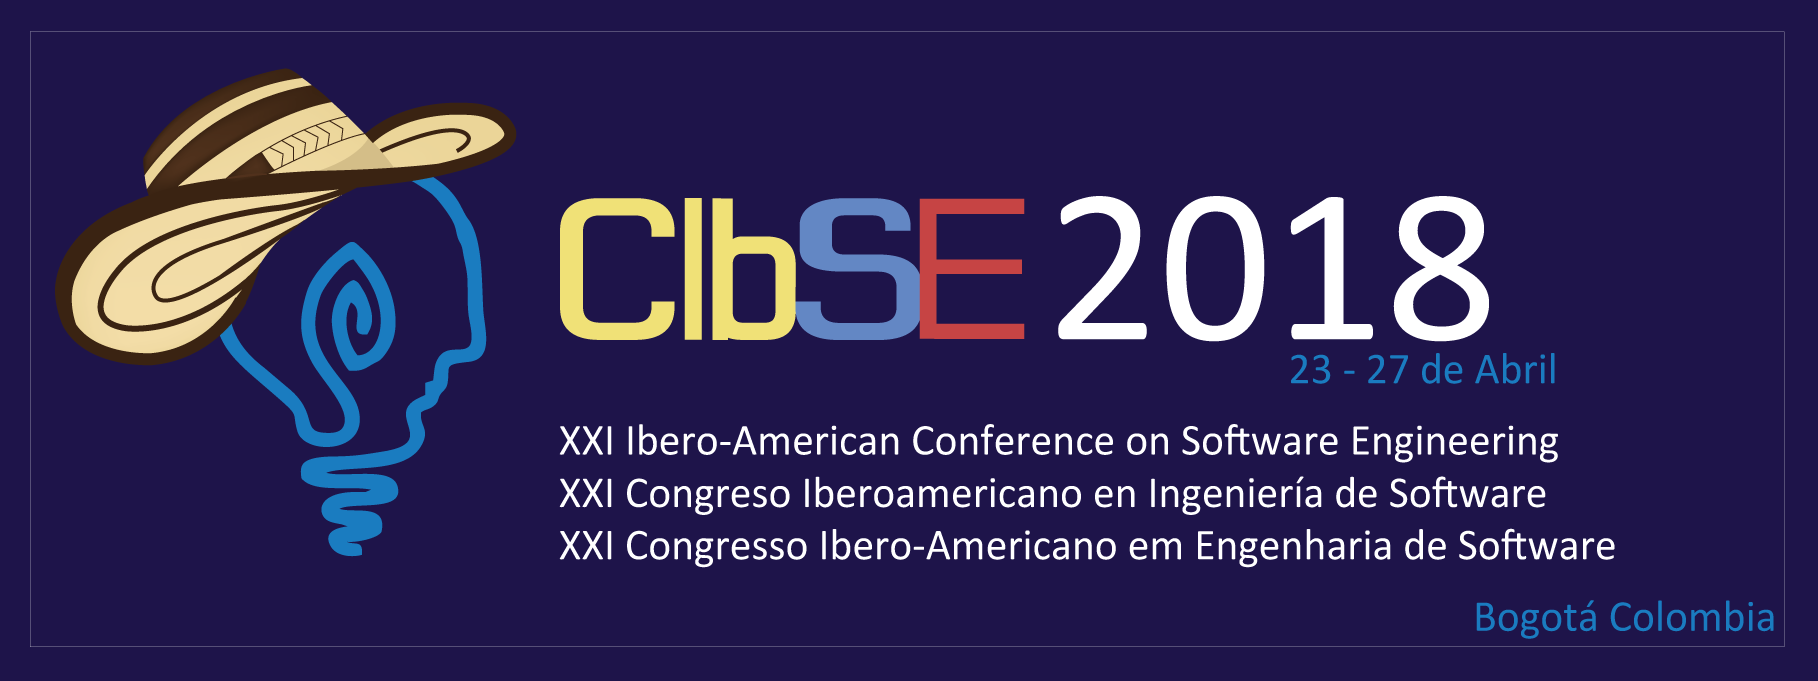 CIbSE 2018
23 - 27 de Abril
XXI Ibero-American Conference on Software Engineering
XXI Congreso Iberoamericano en Ingeniería de Software
XXI Congresso Ibero-Americano em Engenharia de Software
Bogotá Colombia